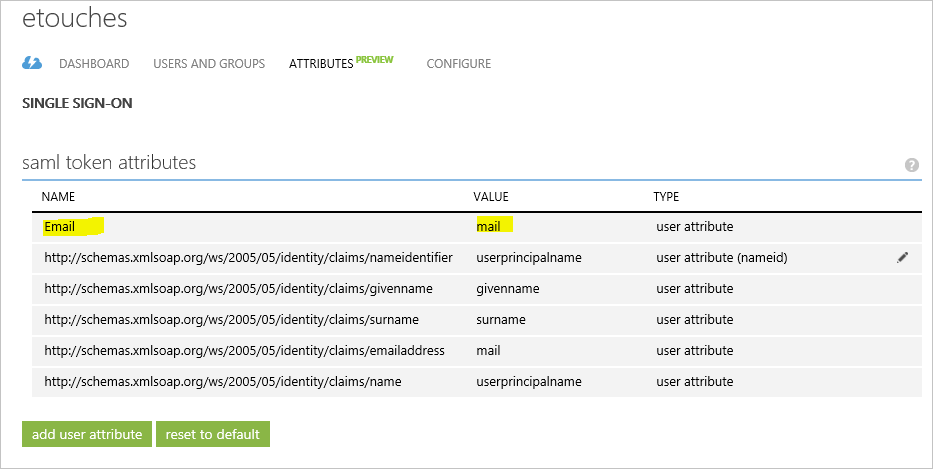 etouches
DASHBOARD USERS AND GROUPS ATTRIBUTES PREVIEW CONFIGURE
SINGLE SIGN-ON
saml token attributes ?
NAME VALUE TYPE
Email mail user attribute
http://schemas.xmlsoap.org/ws/2005/05/identity/claims/nameidentifier userprincipalname user attribute (nameid)
http://schemas.xmlsoap.org/ws/2005/05/identity/claims/givenname givenname user attribute
http://schemas.xmlsoap.org/ws/2005/05/identity/claims/surname surname user attribute
http://schemas.xmlsoap.org/ws/2005/05/identity/claims/emailaddress mail user attribute
http://schemas.xmlsoap.org/ws/2005/05/identity/claims/name userprincipalname user attribute
add user attribute reset to default